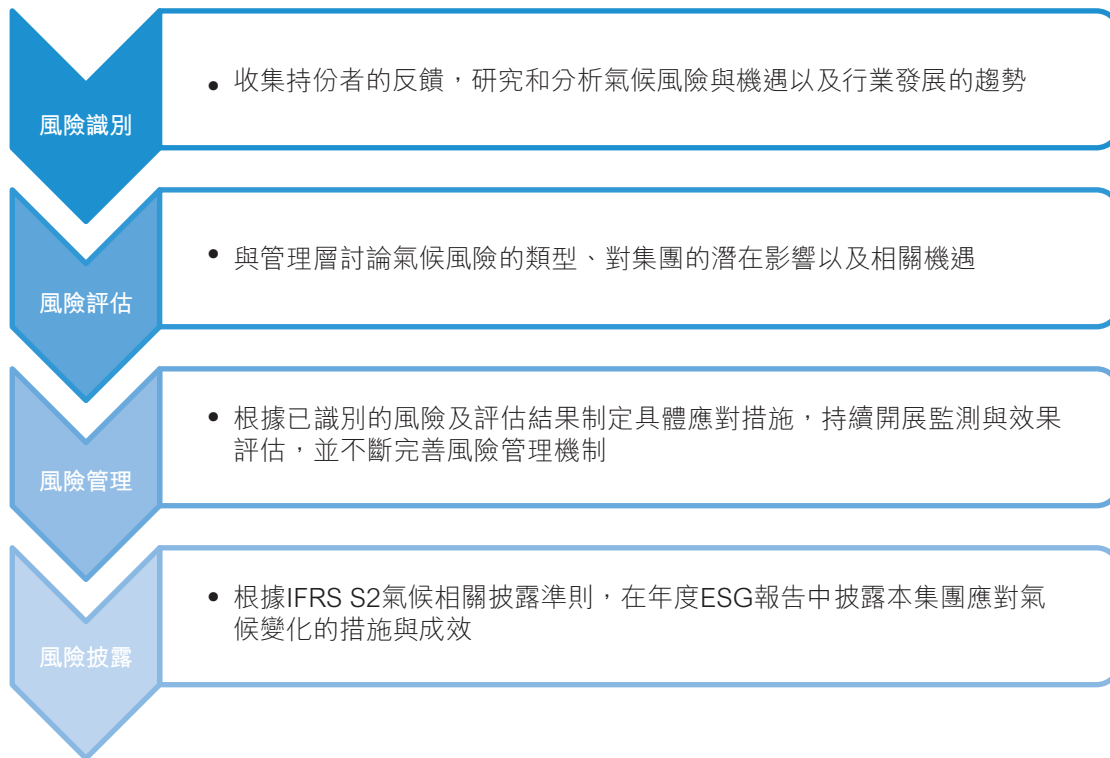 風險識別
• 收集持份者的反饋，研究和分析氣候風險與機遇以及行業發展的趨勢
風險評估
• 與管理層討論氣候風險的類型、對集團的潛在影響以及相關機遇
風險管理
• 根據已識別的風險及評估結果制定具體應對措施，持續開展監測與效果
評估，並不斷完善風險管理機制
風險披露
• 根據IFRS S2氣候相關披露準則，在年度ESG報告中披露本集團應對氣
候變化的措施與成效